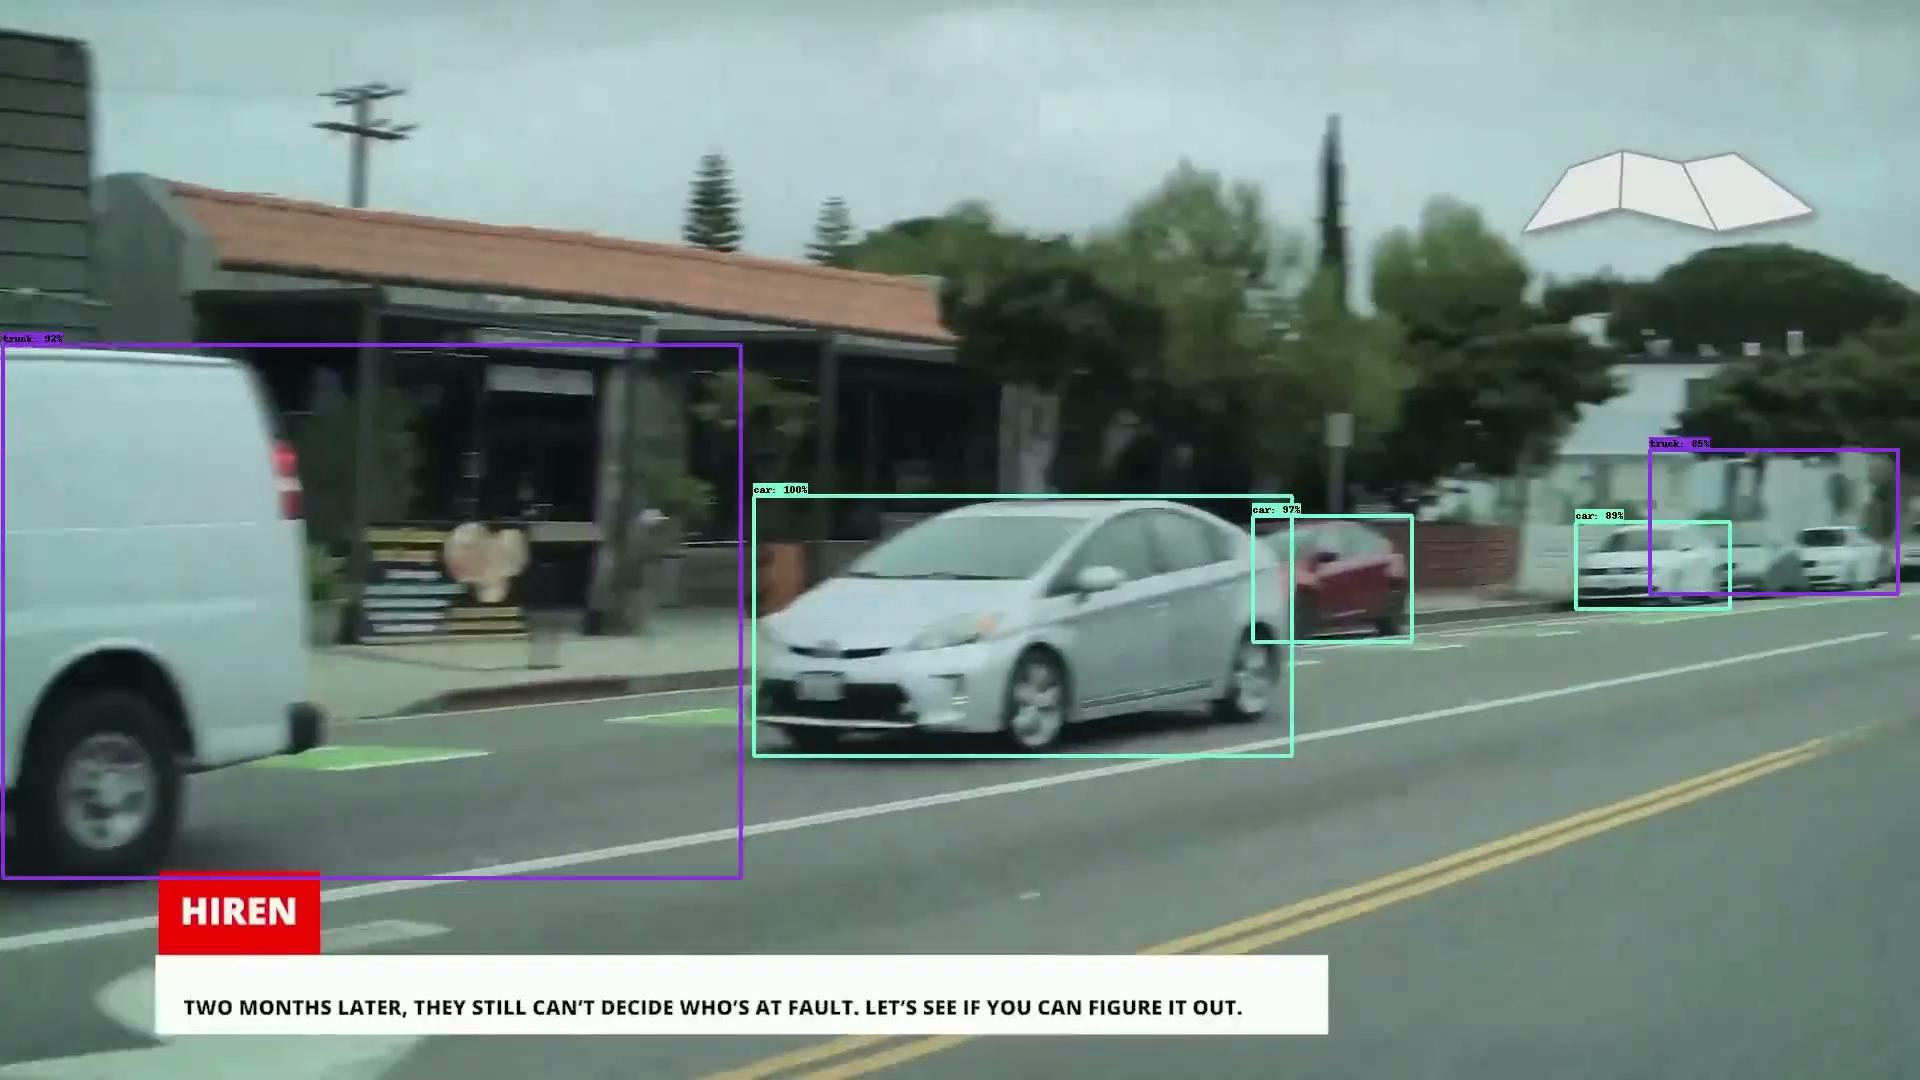 truck: 92%
car: 100%
car: 97%
car: 89%
truck: 85%
HIREN
TWO MONTHS LATER, THEY STILL CAN'T DECIDE WHO'S AT FAULT. LET'S SEE IF YOU CAN FIGURE IT OUT.